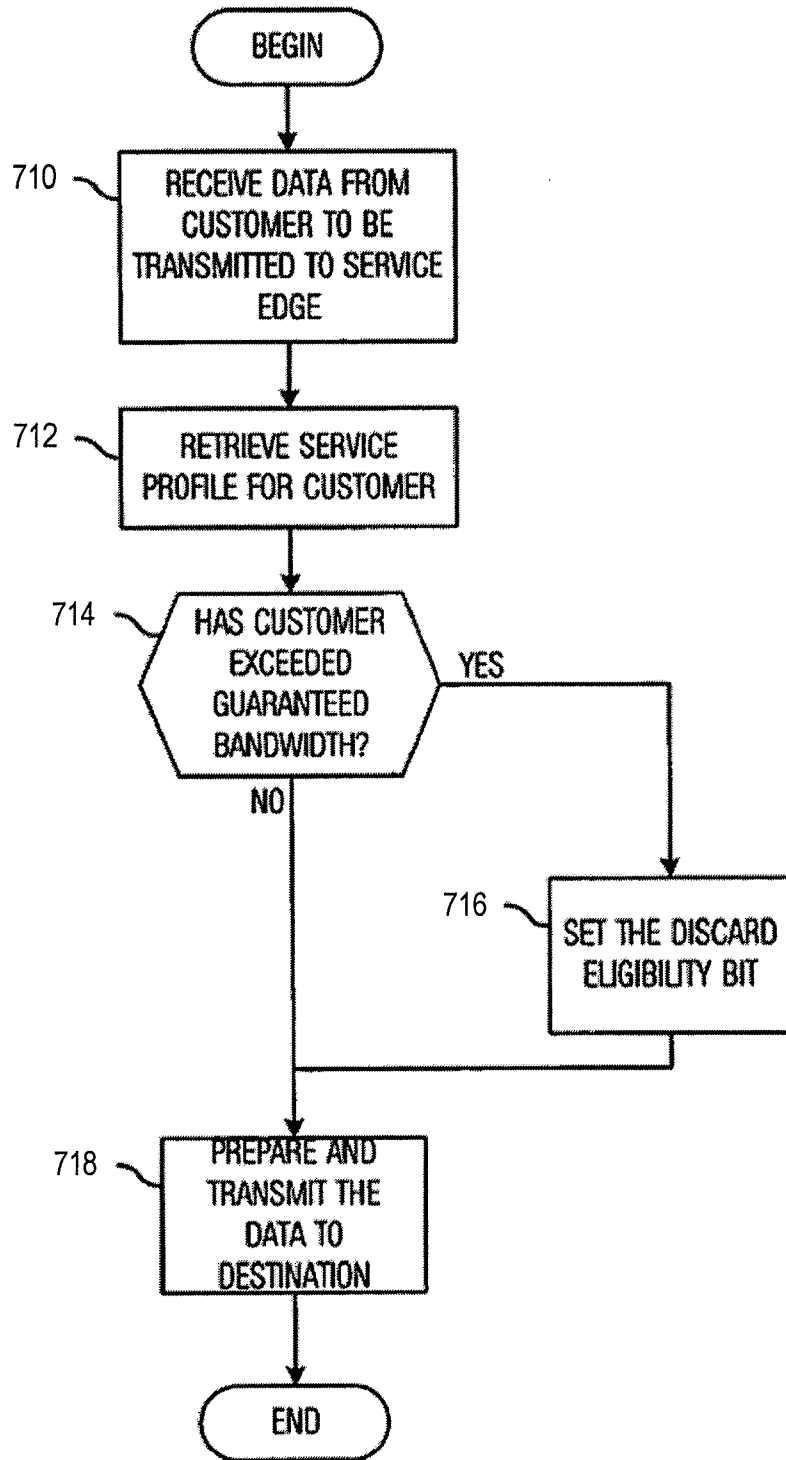 BEGIN
710
RECEIVE DATA FROM
CUSTOMER TO BE
TRANSMITTED TO SERVICE
EDGE
712
RETRIEVE SERVICE
PROFILE FOR CUSTOMER
714
HAS CUSTOMER
EXCEEDED
GUARANTEED
BANDWIDTH?
YES
NO
716
SET THE DISCARD
ELIGIBILITY BIT
718
PREPARE AND
TRANSMIT THE
DATA TO
DESTINATION
END